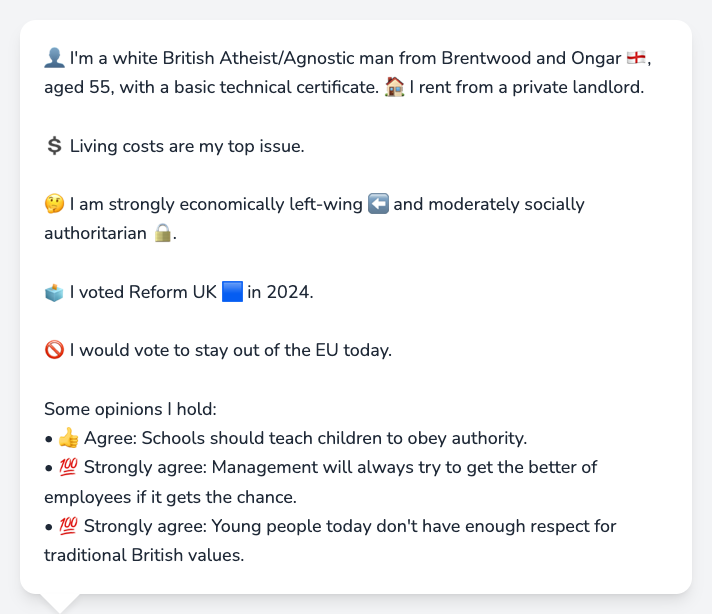 👤 I'm a white British Atheist/Agnostic man from Brentwood and Ongar 🏴󠁧󠁢󠁥󠁮󠁧󠁿,
aged 55, with a basic technical certificate. 🏠 I rent from a private landlord.
💲 Living costs are my top issue.
🤔 I am strongly economically left-wing ⬅️ and moderately socially
authoritarian 🔒.
🗳️ I voted Reform UK 🟦 in 2024.
🚫 I would vote to stay out of the EU today.
Some opinions I hold:
• 👍 Agree: Schools should teach children to obey authority.
• 💯 Strongly agree: Management will always try to get the better of
employees if it gets the chance.
• 💯 Strongly agree: Young people today don't have enough respect for
traditional British values.